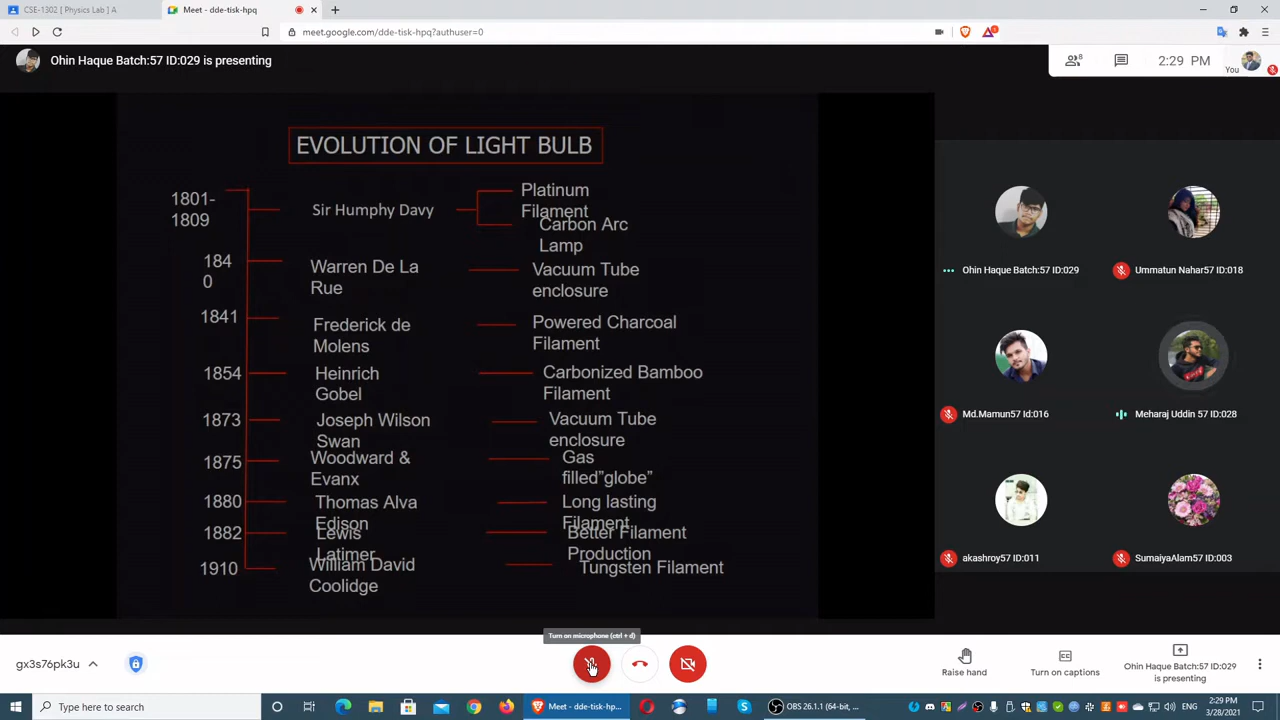 CSE-1302 [ Physics Lab ] A
Meet - dde-tisk-hpq
meet.google.com/dde-tisk-hpq?authuser=0
Ohin Haque Batch:57 ID:029 is presenting
8
2:29 PM
You
EVOLUTION OF LIGHT BULB
1801-
1809
Sir Humphy Davy
Platinum
Filament
Carbon Arc
Lamp
184
0
Warren De La
Rue
Vacuum Tube
enclosure
1841
Frederick de
Molens
Powered Charcoal
Filament
1854
Heinrich
Gobel
Carbonized Bamboo
Filament
1873
Joseph Wilson
Swan
Vacuum Tube
enclosure
1875
Woodward &
Evanx
Gas
filled"globe"
1880
Thomas Alva
Edison
Long lasting
Filament
1882
Lewis
Latimer
Better Filament
Production
1910
William David
Coolidge
Tungsten Filament
Ohin Haque Batch:57 ID:029
Ummatun Nahar57 ID:018
Md.Mamun57 Id:016
Meharaj Uddin 57 ID:028
akashroy57 ID:011
SumaiyaAlam57 ID:003
Turn on microphone (ctrl + d)
gx3s76pk3u
Raise hand
Turn on captions
Ohin Haque Batch:57 ID:029
is presenting
Type here to search
Meet - dde-tisk-hp...
OBS 26.1.1 (64-bit, ...
2:29 PM
3/28/2021